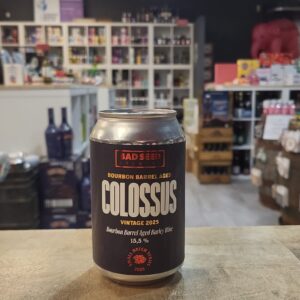 BAD SEED
BOURBON BARREL AGED
COLOSSUS
VINTAGE 2025
Bourbon Barrel Aged Barley Wine
15,5 %